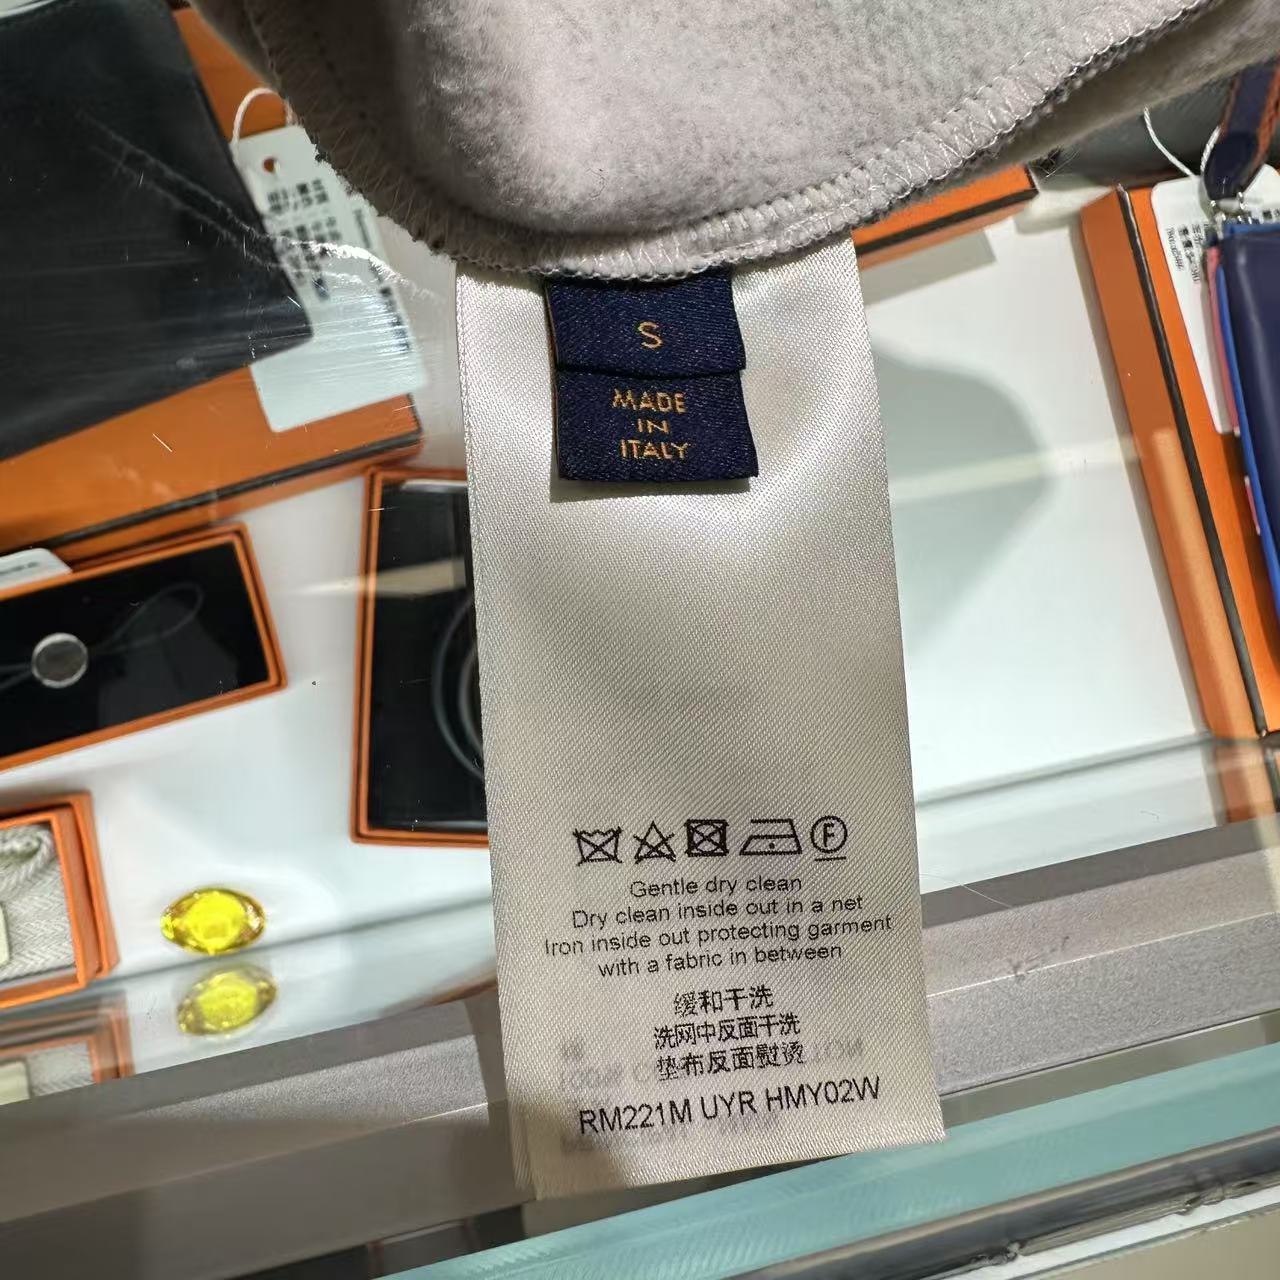 S
MADE
IN
ITALY
F
Gentle dry clean
Dry clean inside out in a net
Iron inside out protecting garment
with a fabric in between
缓和干洗
洗网中反面干洗
垫布反面熨烫
RM221M UYR HMY02W